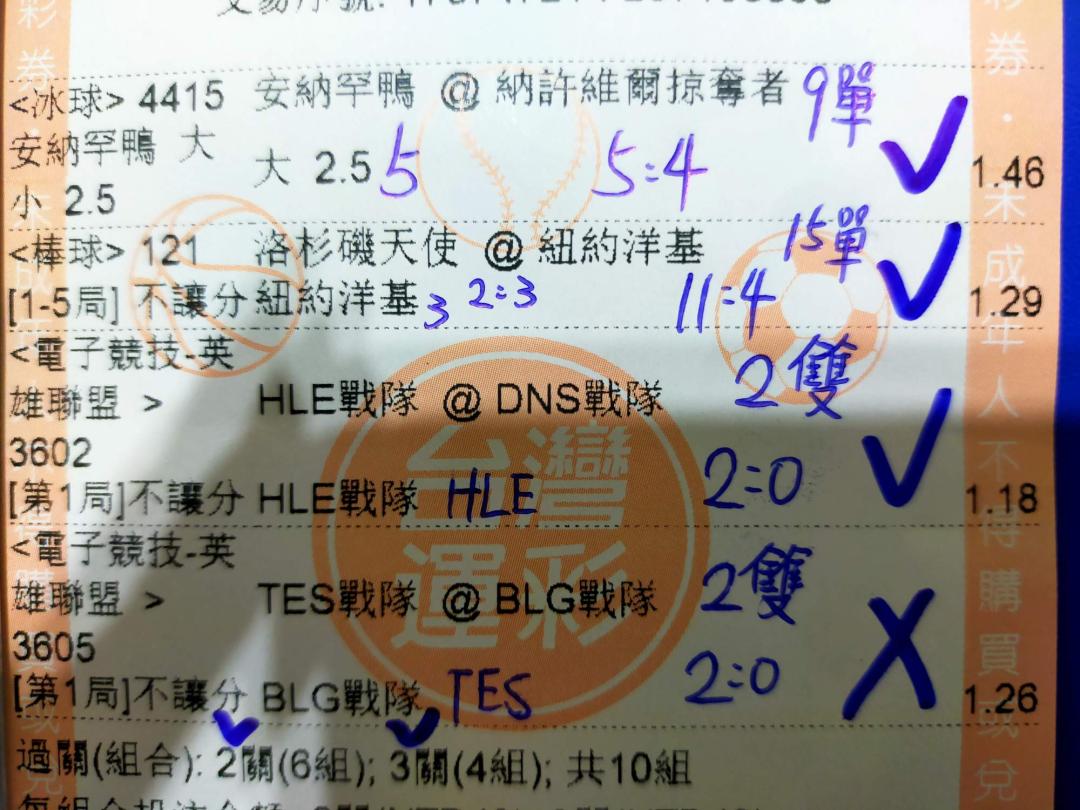 <冰球> 4415 安納罕鴨 @ 納許維爾掠奪者 9單
安納罕鴨 大 大 2.5 5 5:4 ✓ 1.46
小 2.5
<棒球> 121 洛杉磯天使 @ 紐約洋基 15單
[1-5局] 不讓分 紐約洋基 3 2:3 11:4 ✓ 1.29
<電子競技-英
雄聯盟 > HLE戰隊 @ DNS戰隊 2雙
3602
[第1局]不讓分 HLE戰隊 HLE 2:0 ✓ 1.18
<電子競技-英
雄聯盟 > TES戰隊 @ BLG戰隊 2雙
3605
[第1局]不讓分 BLG戰隊 TES 2:0 X 1.26
過關(組合): 2關(6組); 3關(4組); 共10組
台灣
運彩